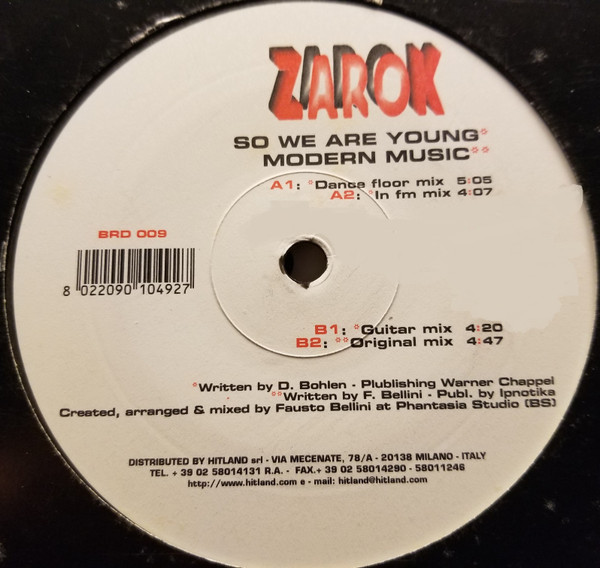 ZAROK
SO WE ARE YOUNG*
MODERN MUSIC**
A1: *Dance floor mix 5:05
A2: *In fm mix 4:07
BRD 009
8 022090 104927
B1: *Guitar mix 4:20
B2: **Original mix 4:47
*Written by D. Bohlen - Plublishing Warner Chappel
**Written by F. Bellini - Publ. by Ipnotika
Created, arranged & mixed by Fausto Bellini at Phantasia Studio (BS)
DISTRIBUTED BY HITLAND srl - VIA MECENATE, 78/A - 20138 MILANO - ITALY
TEL. + 39 02 58014131 R.A. - FAX.+ 39 02 58014290 - 58011246
http://www.hitland.com e - mail: hitland@hitland.com